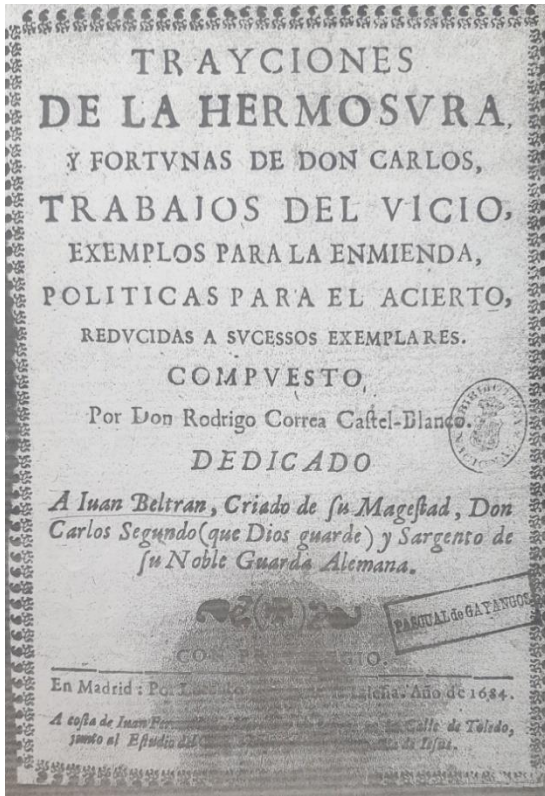 TRAYCIONES
DE LA HERMOSVRA,
Y FORTVNAS DE DON CARLOS,
TRABAJOS DEL VICIO,
EXEMPLOS PARA LA ENMIENDA,
POLITICAS PARA EL ACIERTO,
REDVCIDAS A SVCESSOS EXEMPLARES.
COMPVESTO,
Por Don Rodrigo Correa Caſtel-Blanco.
DEDICADO
A Iuan Beltran, Criado de ſu Mageſtad, Don
Carlos Segundo (que Dios guarde) y Sargento de
ſu Noble Guarda Alemana.
PASQUAL de GAYANGOS
CON
En Madrid: Año de 1684.
A coſta de Iuan Calle de Toledo,
junto al Eſtudio de Ieſus.